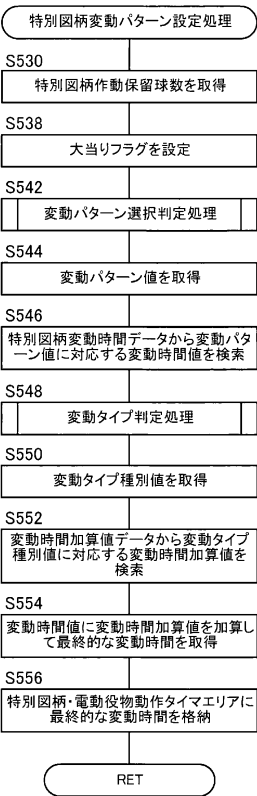 特別図柄変動パターン設定処理
S530
特別図柄作動保留球数を取得
S538
大当りフラグを設定
S542
変動パターン選択判定処理
S544
変動パターン値を取得
S546
特別図柄変動時間データから変動パタ
ーン値に対応する変動時間値を検索
S548
変動タイプ判定処理
S550
変動タイプ種別値を取得
S552
変動時間加算値データから変動タイプ
種別値に対応する変動時間加算値を
検索
S554
変動時間値に変動時間加算値を加算し
て最終的な変動時間を取得
S556
特別図柄・電動役物動作タイマエリアに
最終的な変動時間を格納
RET